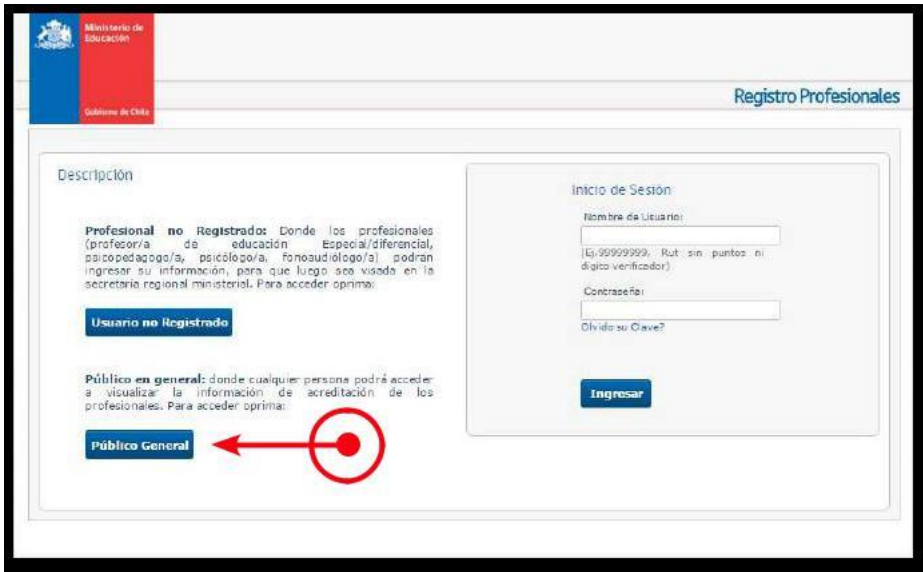 Ministerio de
Educación
Gobierno de Chile
Registro Profesionales
Descripción
Profesional no Registrado: Donde los profesionales
(profesor/a de educación Especial/diferencial,
psicopedagogo/a, psicólogo/a, fonoaudiólogo/a) podrán
ingresar su información, para que luego sea visada en la
secretaria regional ministerial. Para acceder oprima:
Usuario no Registrado
Público en general: donde cualquier persona podrá acceder
a visualizar la información de acreditación de los
profesionales. Para acceder oprima:
Público General
Inicio de Sesión
Nombre de Usuario:
(Ej.99999999, Rut sin puntos ni
digito verificador)
Contraseña:
Olvido su Clave?
Ingresar